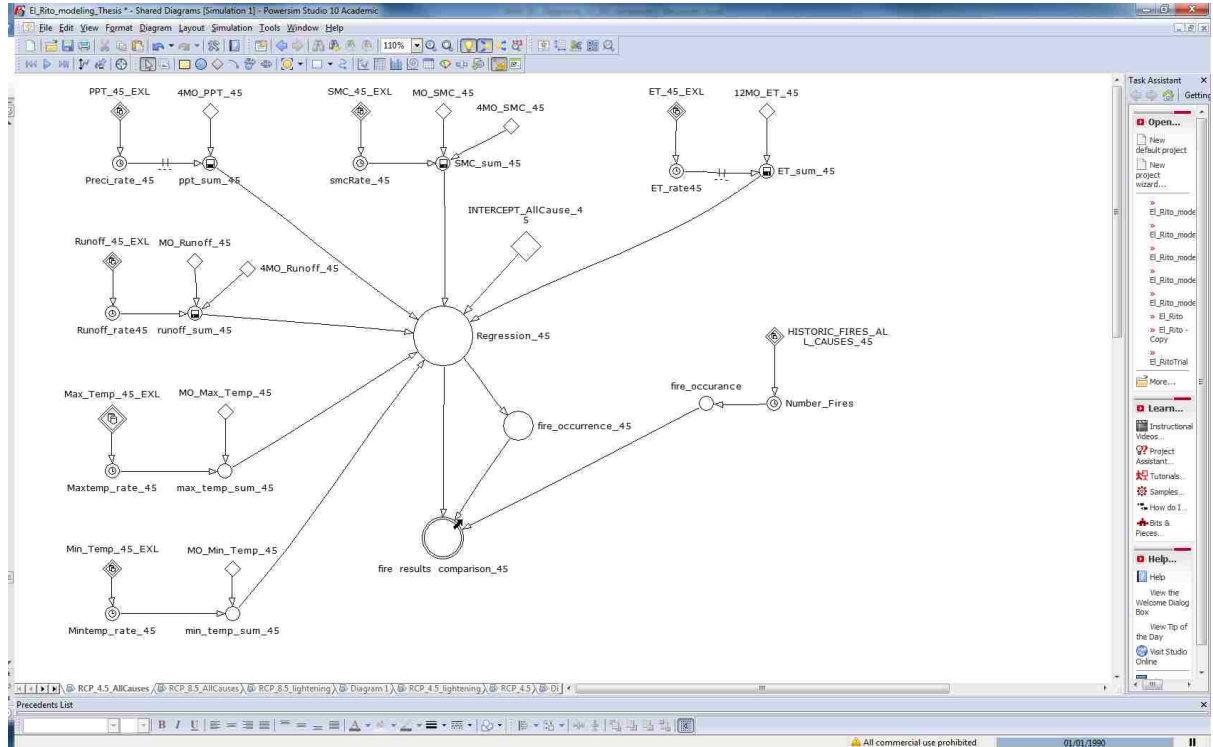 El_Rito_modeling_Thesis * - Shared Diagrams [Simulation 1] - Powersim Studio 10 Academic
File Edit View Format Diagram Layout Simulation Tools Window Help
110%
PPT_45_EXL
4MO_PPT_45
SMC_45_EXL
MO_SMC_45
4MO_SMC_45
ET_45_EXL
12MO_ET_45
Preci_rate_45
ppt_sum_45
smcRate_45
SMC_sum_45
ET_rate45
ET_sum_45
INTERCEPT_AllCause_4
5
Runoff_45_EXL
MO_Runoff_45
4MO_Runoff_45
Runoff_rate45
runoff_sum_45
Regression_45
HISTORIC_FIRES_AL
L_CAUSES_45
Max_Temp_45_EXL
MO_Max_Temp_45
fire_occurance
Number_Fires
fire_occurrence_45
Maxtemp_rate_45
max_temp_sum_45
Min_Temp_45_EXL
MO_Min_Temp_45
fire results comparison_45
Mintemp_rate_45
min_temp_sum_45
Task Assistant
Getting
Open...
New
default project
New
project
wizard...
El_Rito_mode
El_Rito_mode
El_Rito_mode
El_Rito_mode
El_Rito_mode
El_Rito
El_Rito -
Copy
El_RitoTrial
More...
Learn...
Instructional
Videos...
Project
Assistant...
Tutorials...
Samples...
How do I...
Bits &
Pieces...
Help...
Help
View the
Welcome Dialog
Box
View Tip of
the Day
Visit Studio
Online
RCP_4.5_AllCauses
RCP_8.5_AllCauses
RCP_8.5_lightening
Diagram 1
RCP_4.5_lightening
RCP_4.5
Di
Precedents List
B I U
All commercial use prohibited
01/01/1990